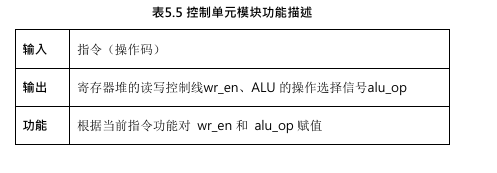 表5.5 控制单元模块功能描述
输入 指令（操作码）
输出 寄存器堆的读写控制线wr_en、ALU 的操作选择信号alu_op
功能 根据当前指令功能对 wr_en 和 alu_op 赋值